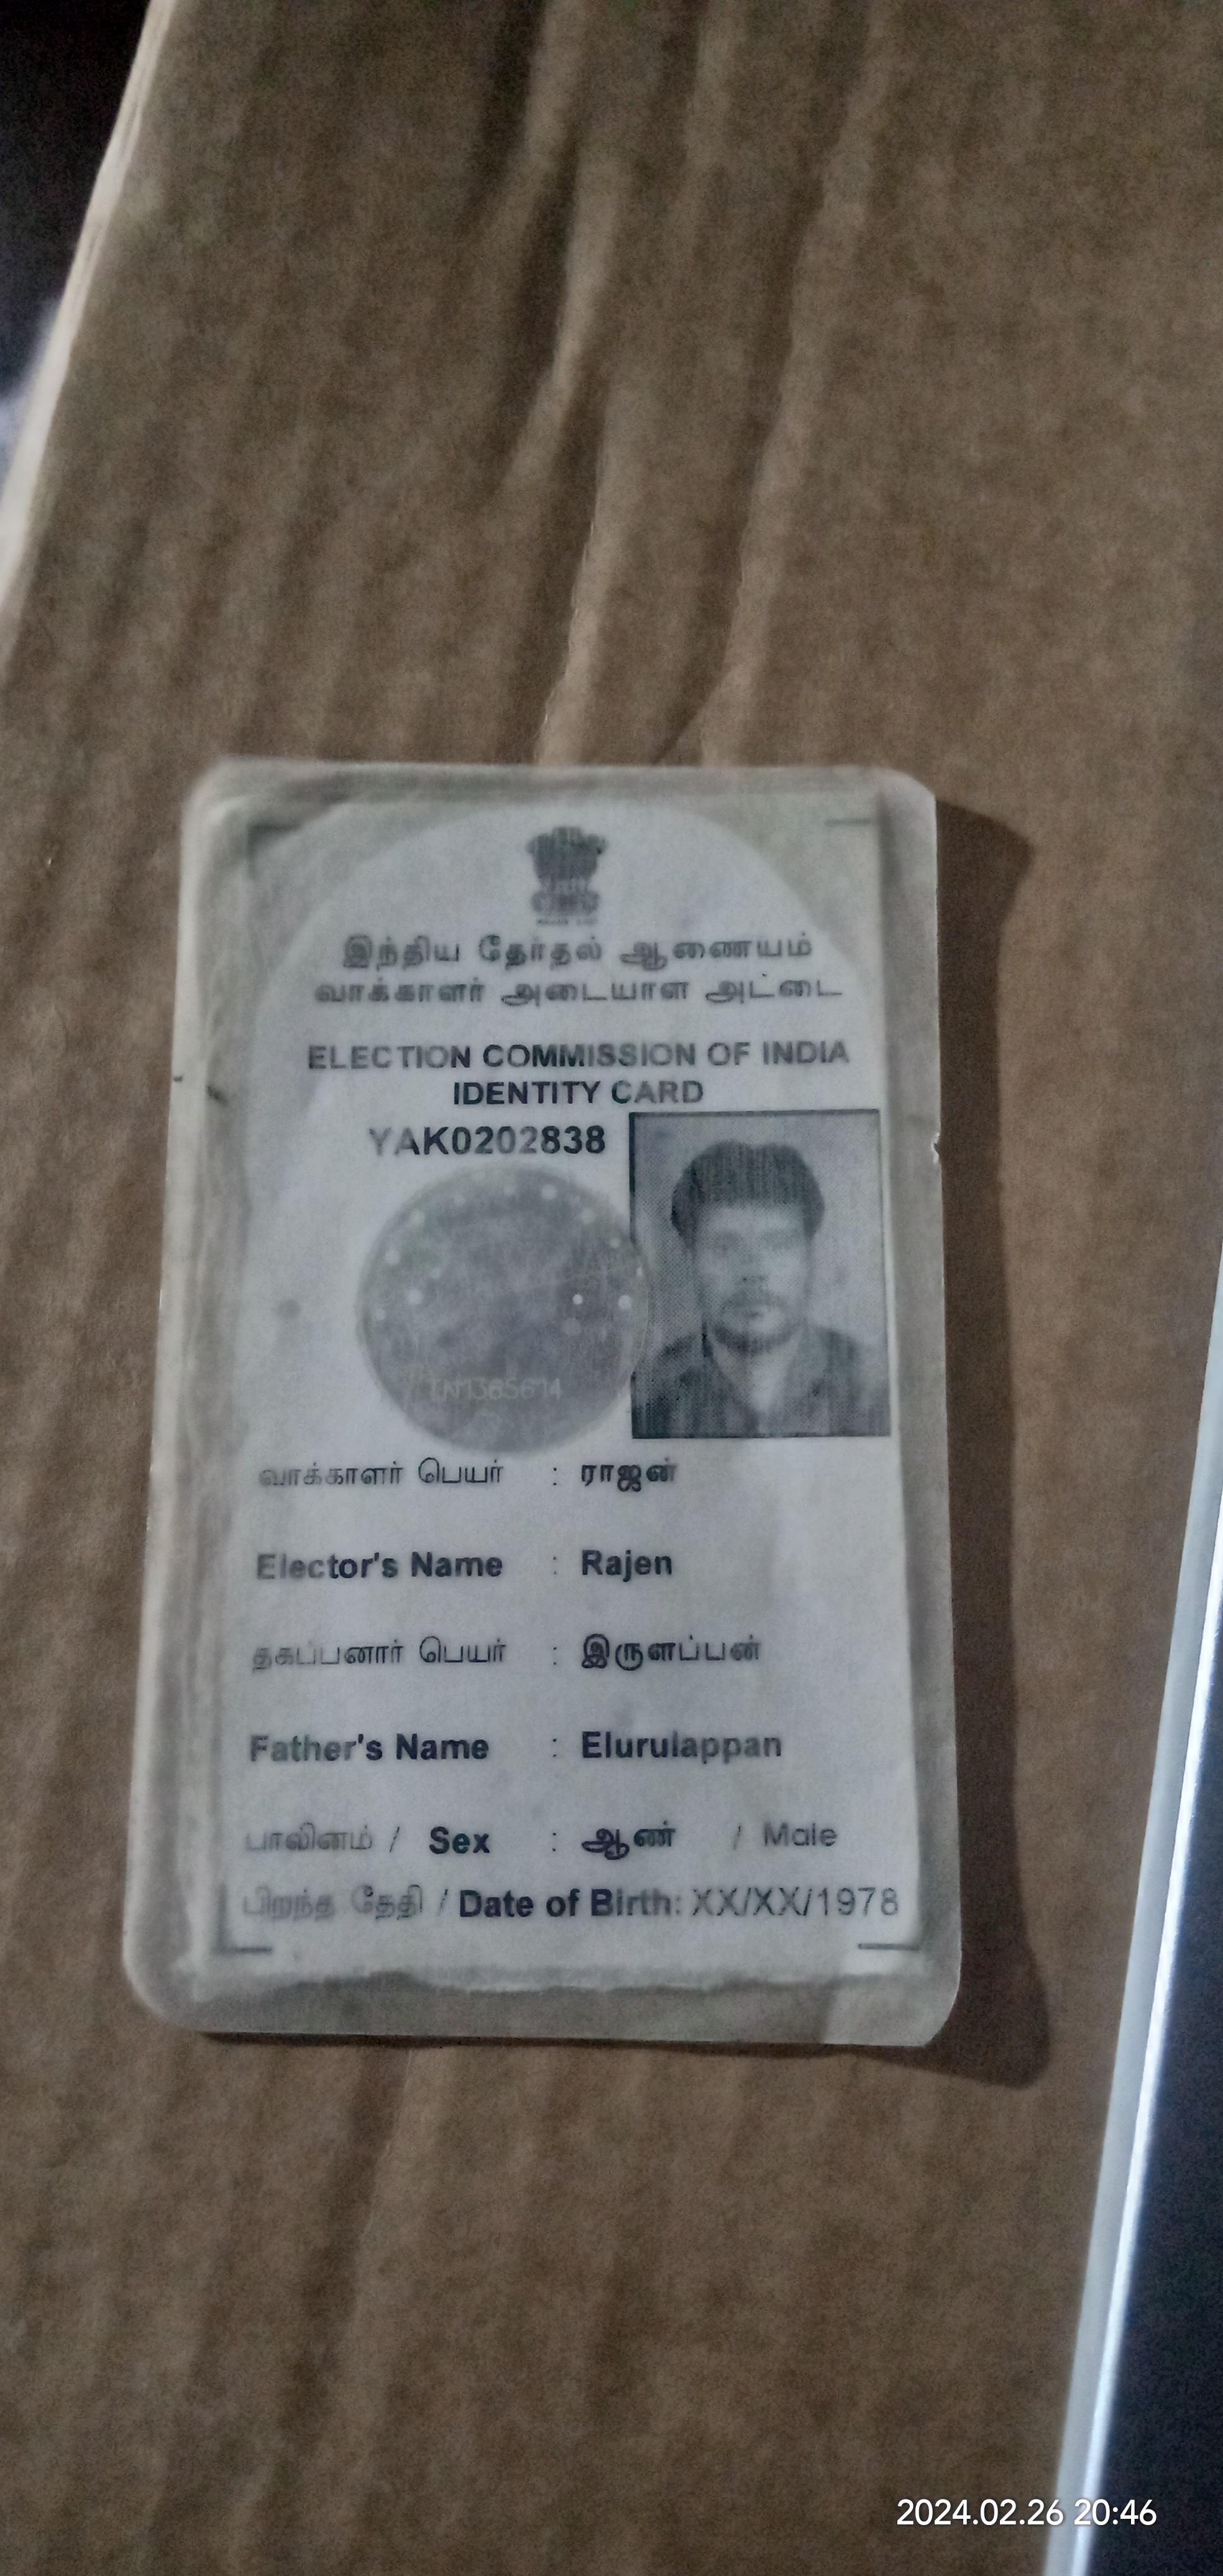 இந்திய தேர்தல் ஆணையம்
வாக்காளர் அடையாள அட்டை
ELECTION COMMISSION OF INDIA
IDENTITY CARD
YAK0202838
TN1385614
வாக்காளர் பெயர் : ராஜன்
Elector's Name : Rajen
தகப்பனார் பெயர் : இருளப்பன்
Father's Name : Elurulappan
பாலினம் / Sex : ஆண் / Male
பிறந்த தேதி / Date of Birth: XX/XX/1978
2024.02.26 20:46